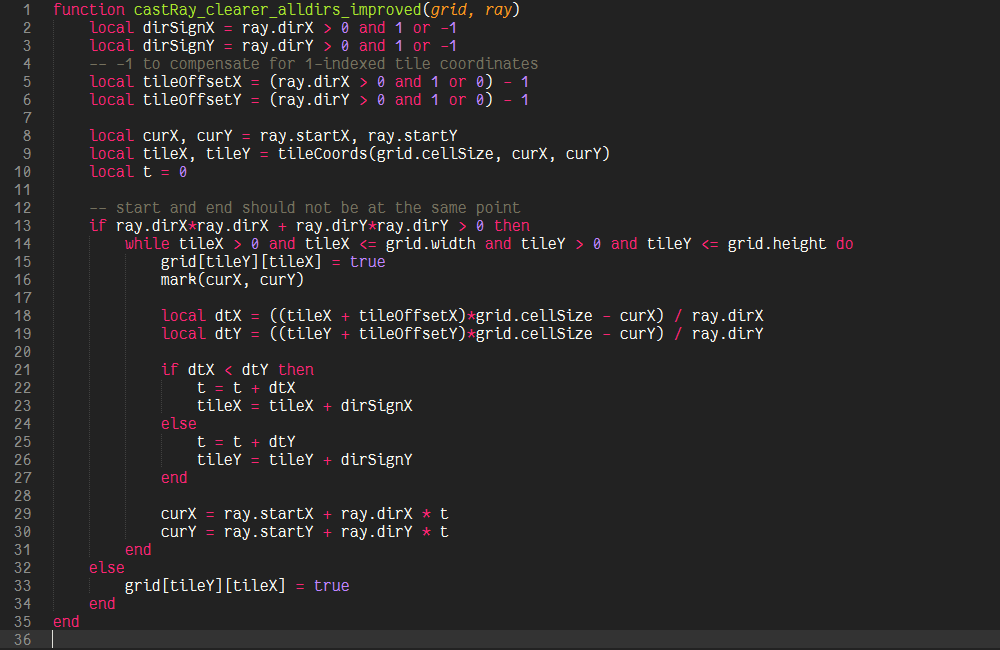 1 function castRay_clearer_alldirs_improved(grid, ray)
2     local dirSignX = ray.dirX > 0 and 1 or -1
3     local dirSignY = ray.dirY > 0 and 1 or -1
4     -- -1 to compensate for 1-indexed tile coordinates
5     local tileOffsetX = (ray.dirX > 0 and 1 or 0) - 1
6     local tileOffsetY = (ray.dirY > 0 and 1 or 0) - 1
7
8     local curX, curY = ray.startX, ray.startY
9     local tileX, tileY = tileCoords(grid.cellSize, curX, curY)
10     local t = 0
11
12     -- start and end should not be at the same point
13     if ray.dirX*ray.dirX + ray.dirY*ray.dirY > 0 then
14         while tileX > 0 and tileX <= grid.width and tileY > 0 and tileY <= grid.height do
15             grid[tileY][tileX] = true
16             mark(curX, curY)
17
18             local dtX = ((tileX + tileOffsetX)*grid.cellSize - curX) / ray.dirX
19             local dtY = ((tileY + tileOffsetY)*grid.cellSize - curY) / ray.dirY
20
21             if dtX < dtY then
22                 t = t + dtX
23                 tileX = tileX + dirSignX
24             else
25                 t = t + dtY
26                 tileY = tileY + dirSignY
27             end
28
29             curX = ray.startX + ray.dirX * t
30             curY = ray.startY + ray.dirY * t
31         end
32     else
33         grid[tileY][tileX] = true
34     end
35 end
36